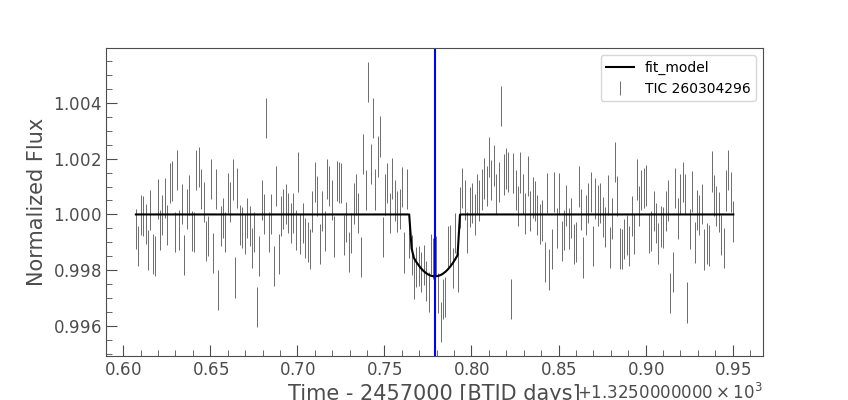 fit_model
TIC 260304296
Normalized Flux
1.004
1.002
1.000
0.998
0.996
0.60
0.65
0.70
0.75
0.80
0.85
0.90
0.95
Time - 2457000 [BTJD days]
+1.3250000000 × 10³